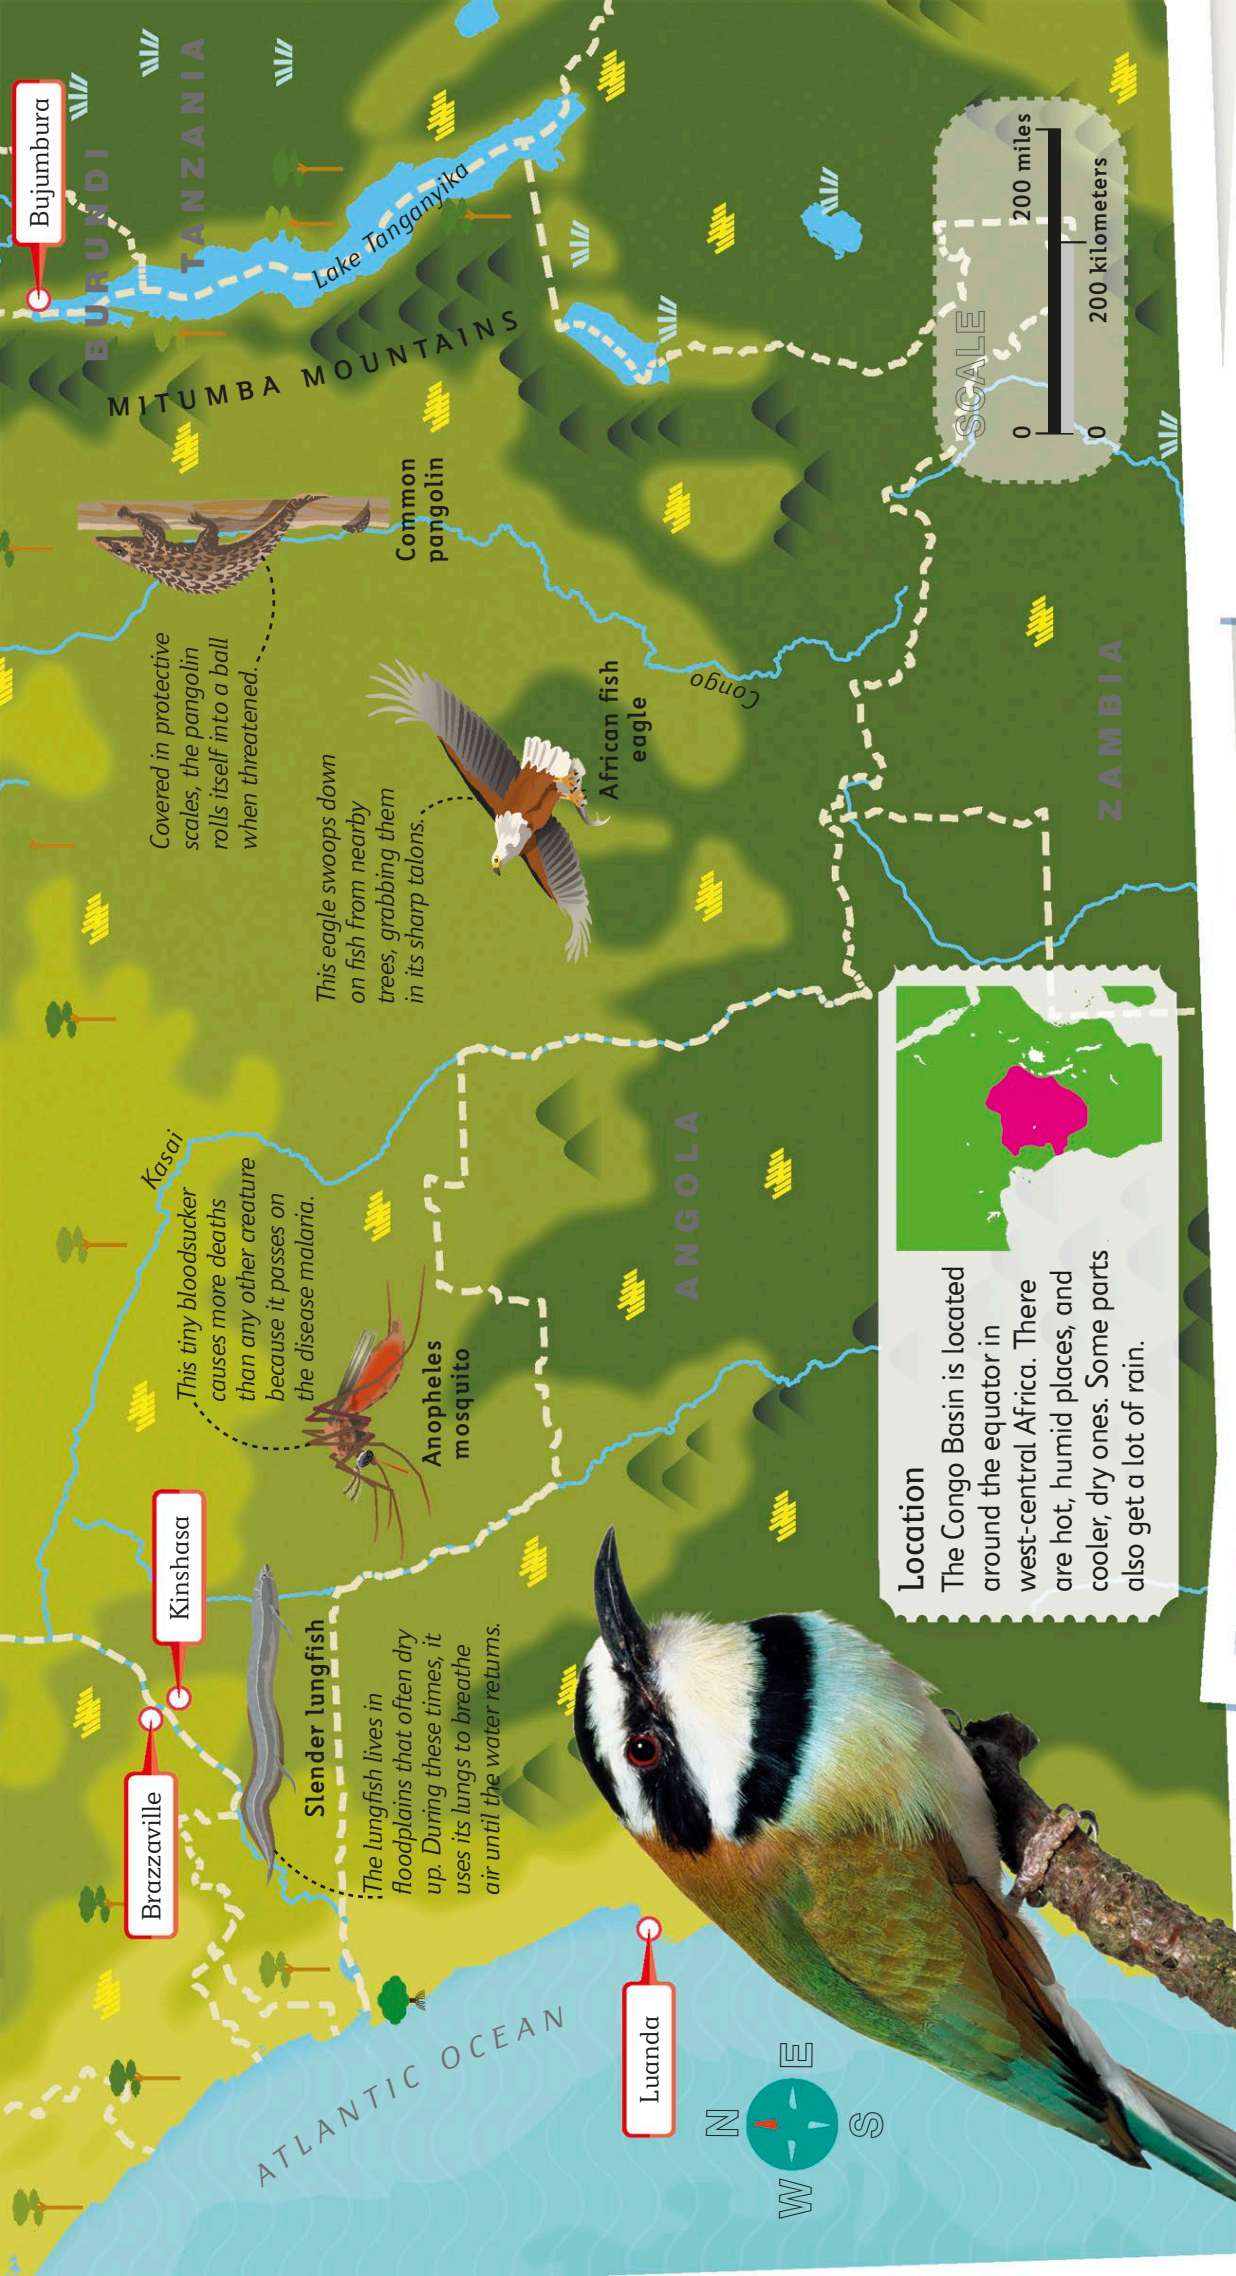 Bujumbura
BURUNDI
TANZANIA
Lake Tanganyika
MITUMBA MOUNTAINS
Common
pangolin
Covered in protective
scales, the pangolin
rolls itself into a ball
when threatened.
This eagle swoops down
on fish from nearby
trees, grabbing them
in its sharp talons.
African fish
eagle
Congo
Kasai
This tiny bloodsucker
causes more deaths
than any other creature
because it passes on
the disease malaria.
Anopheles
mosquito
Kinshasa
Brazzaville
Slender lungfish
The lungfish lives in
floodplains that often dry
up. During these times, it
uses its lungs to breathe
air until the water returns.
ATLANTIC OCEAN
Luanda
N
W E
S
ANGOLA
ZAMBIA
Location
The Congo Basin is located
around the equator in
west-central Africa. There
are hot, humid places, and
cooler, dry ones. Some parts
also get a lot of rain.
SCALE
0 200 miles
0 200 kilometers